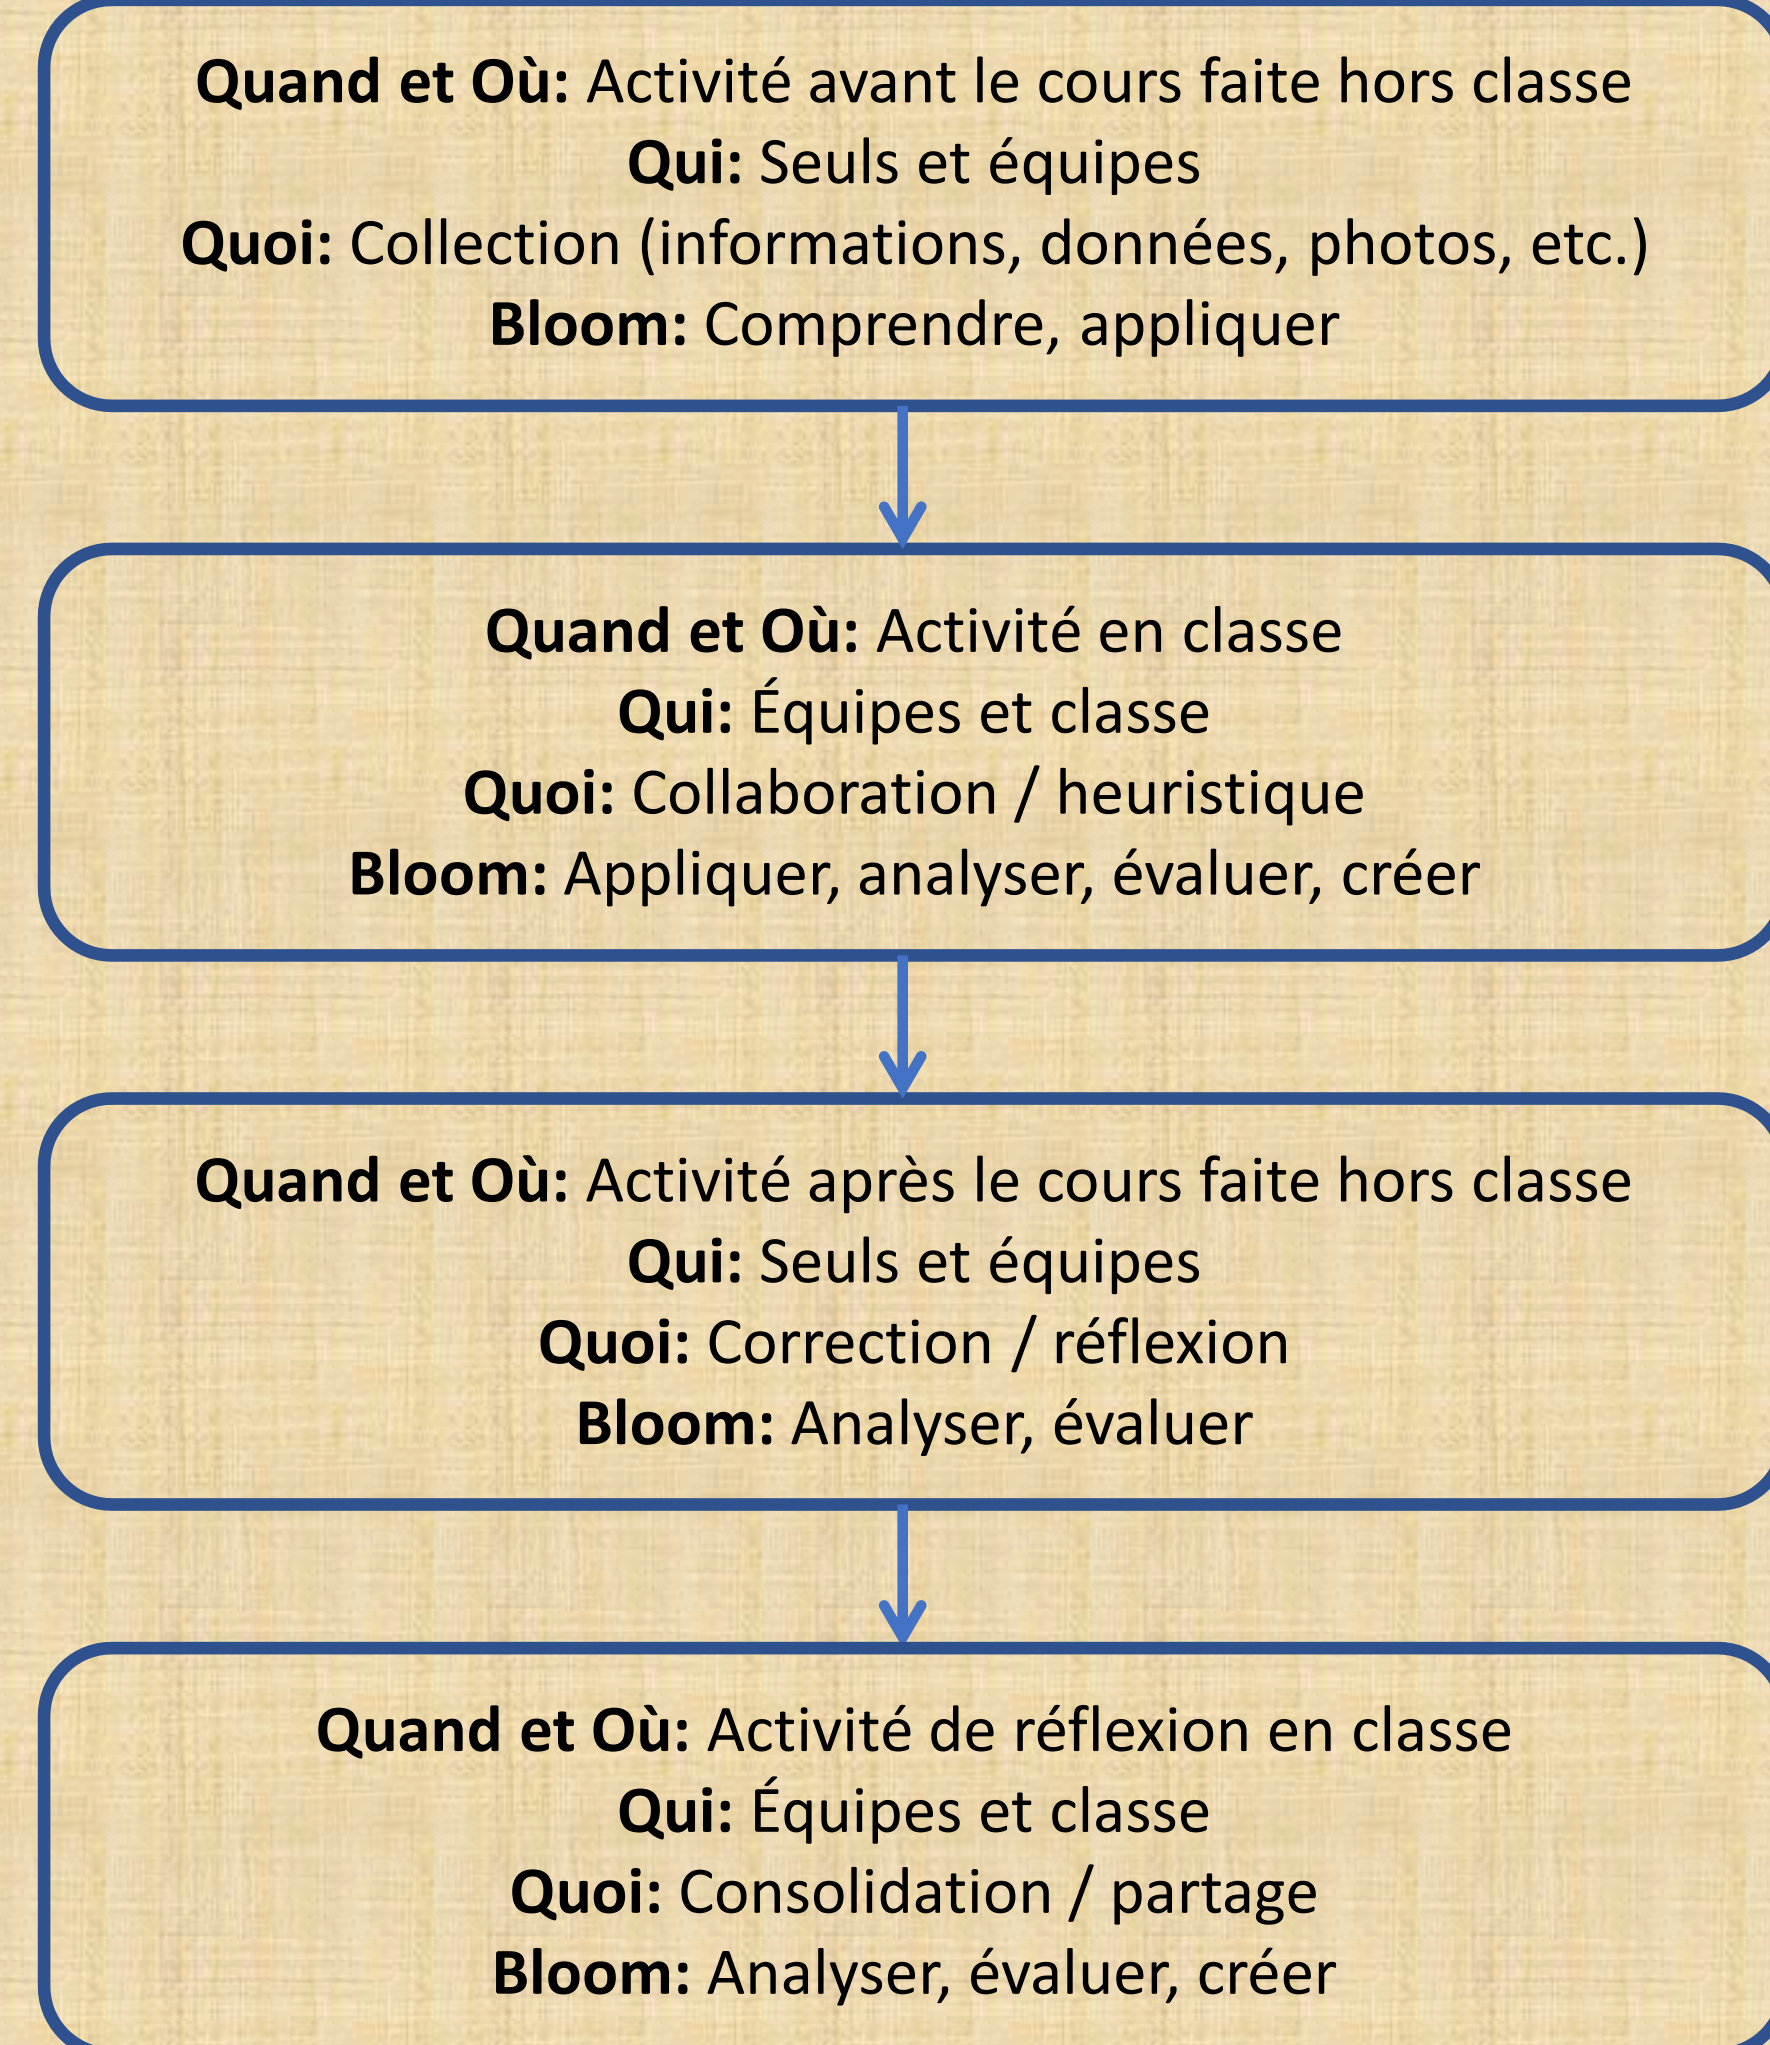 Quand et Où: Activité avant le cours faite hors classe
Qui: Seuls et équipes
Quoi: Collection (informations, données, photos, etc.)
Bloom: Comprendre, appliquer
Quand et Où: Activité en classe
Qui: Équipes et classe
Quoi: Collaboration / heuristique
Bloom: Appliquer, analyser, évaluer, créer
Quand et Où: Activité après le cours faite hors classe
Qui: Seuls et équipes
Quoi: Correction / réflexion
Bloom: Analyser, évaluer
Quand et Où: Activité de réflexion en classe
Qui: Équipes et classe
Quoi: Consolidation / partage
Bloom: Analyser, évaluer, créer